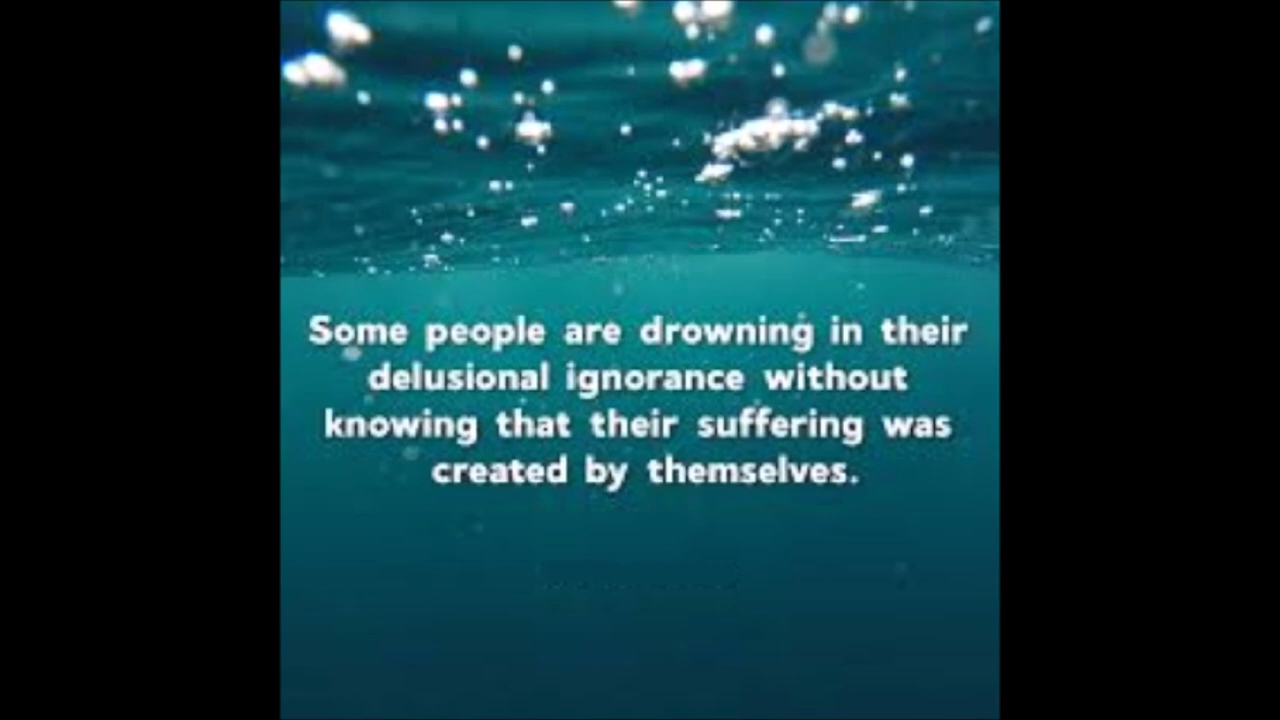 Some people are drowning in their
delusional ignorance without
knowing that their suffering was
created by themselves.